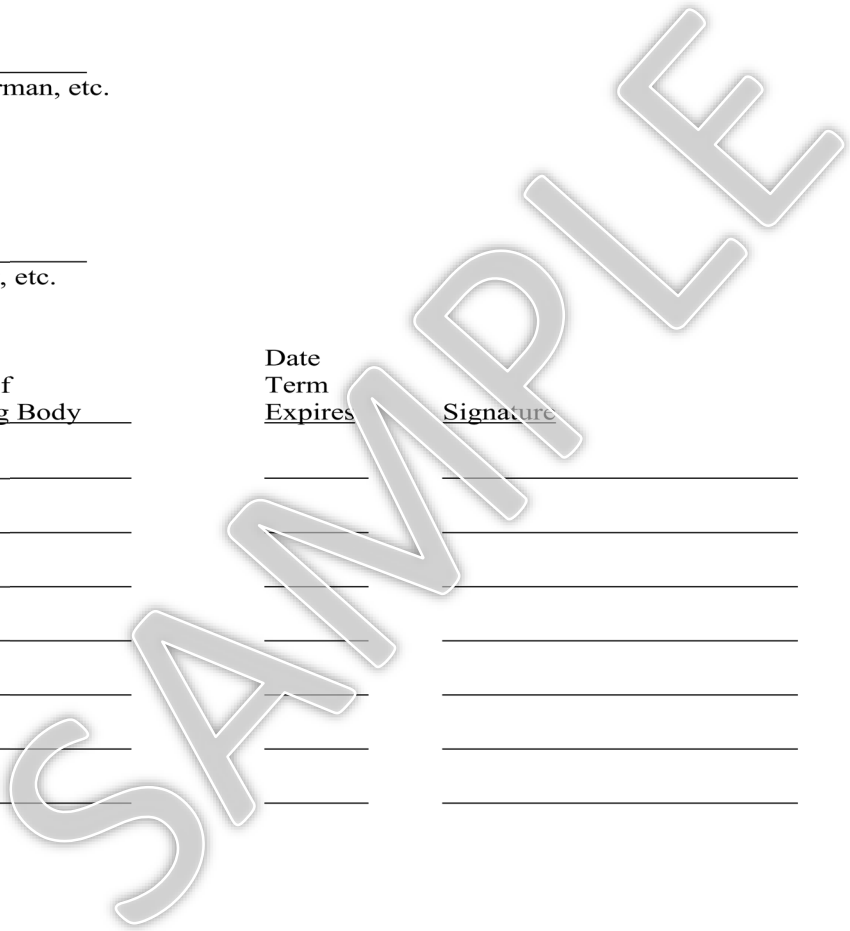 rman, etc.
, etc.
Date
f Term
g Body Expires Signature
SAMPLE